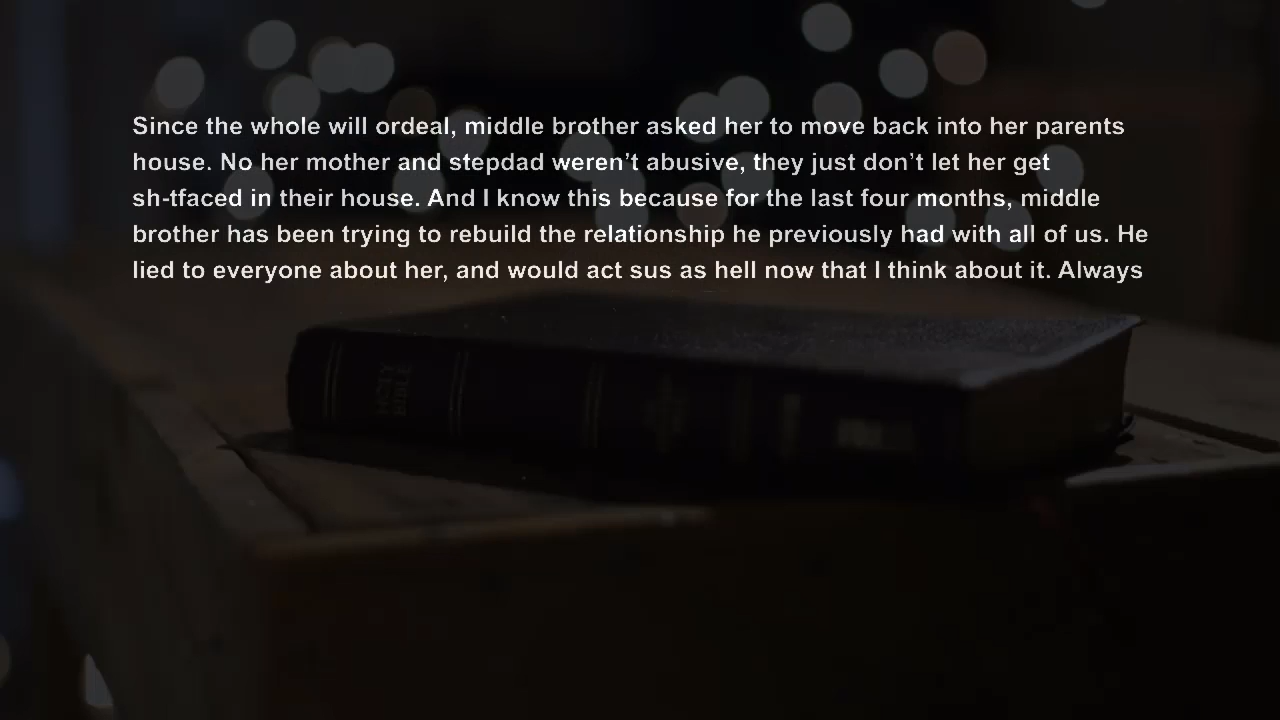 Since the whole will ordeal, middle brother asked her to move back into her parents
house. No her mother and stepdad weren’t abusive, they just don’t let her get
sh-tfaced in their house. And I know this because for the last four months, middle
brother has been trying to rebuild the relationship he previously had with all of us. He
lied to everyone about her, and would act sus as hell now that I think about it. Always
HOLY
BIBLE